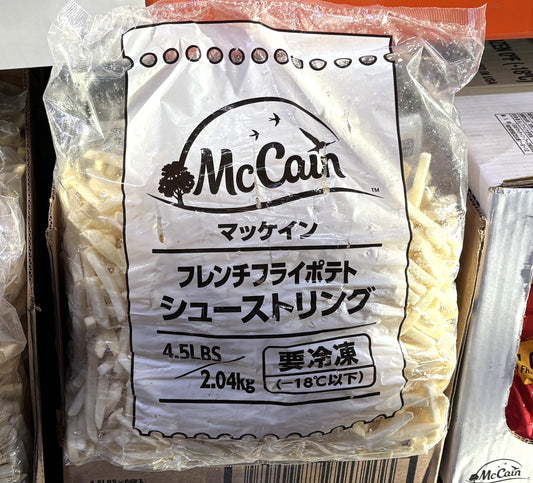 McCain
™
マッケイン
フレンチフライポテト
シューストリング
4.5LBS
2.04kg
要冷凍
(−18℃以下)
McCain